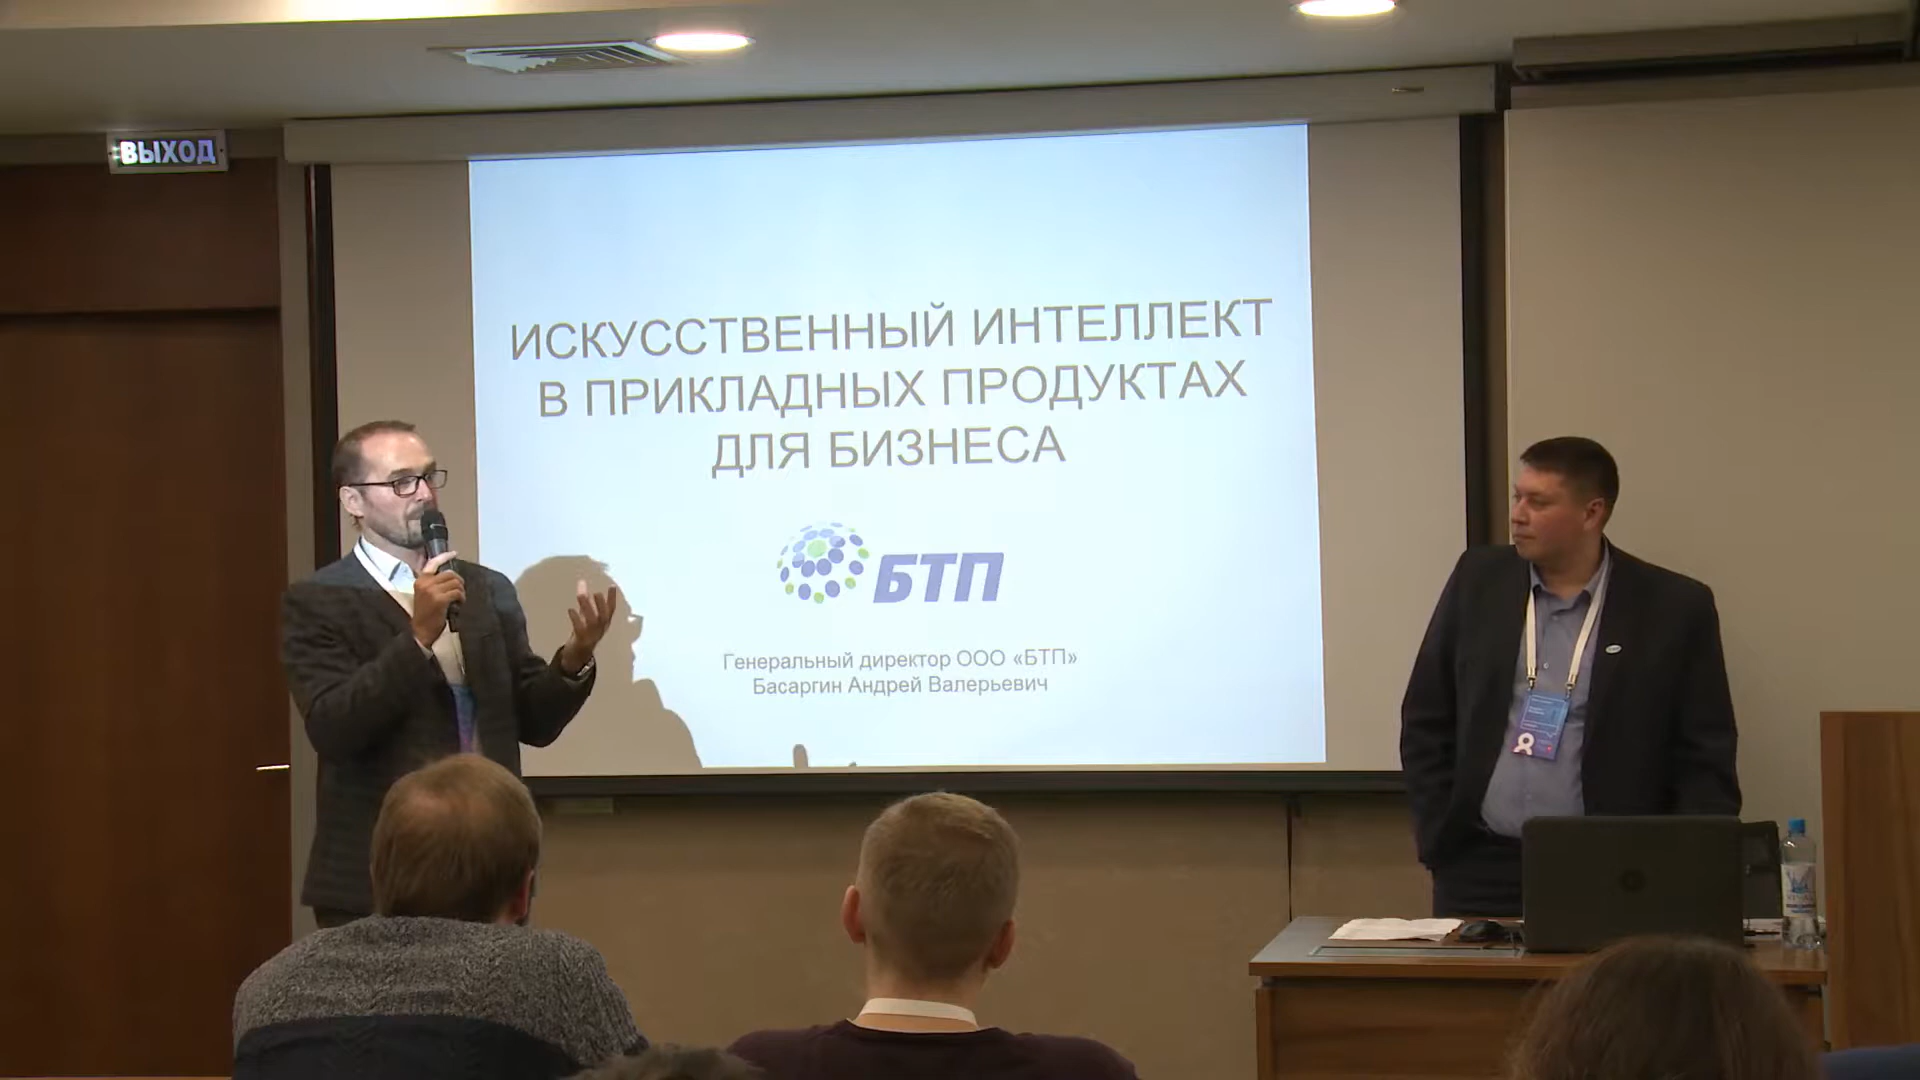 ВЫХОД
ИСКУССТВЕННЫЙ ИНТЕЛЛЕКТ
В ПРИКЛАДНЫХ ПРОДУКТАХ
ДЛЯ БИЗНЕСА
БТП
Генеральный директор ООО «БТП»
Басаргин Андрей Валерьевич